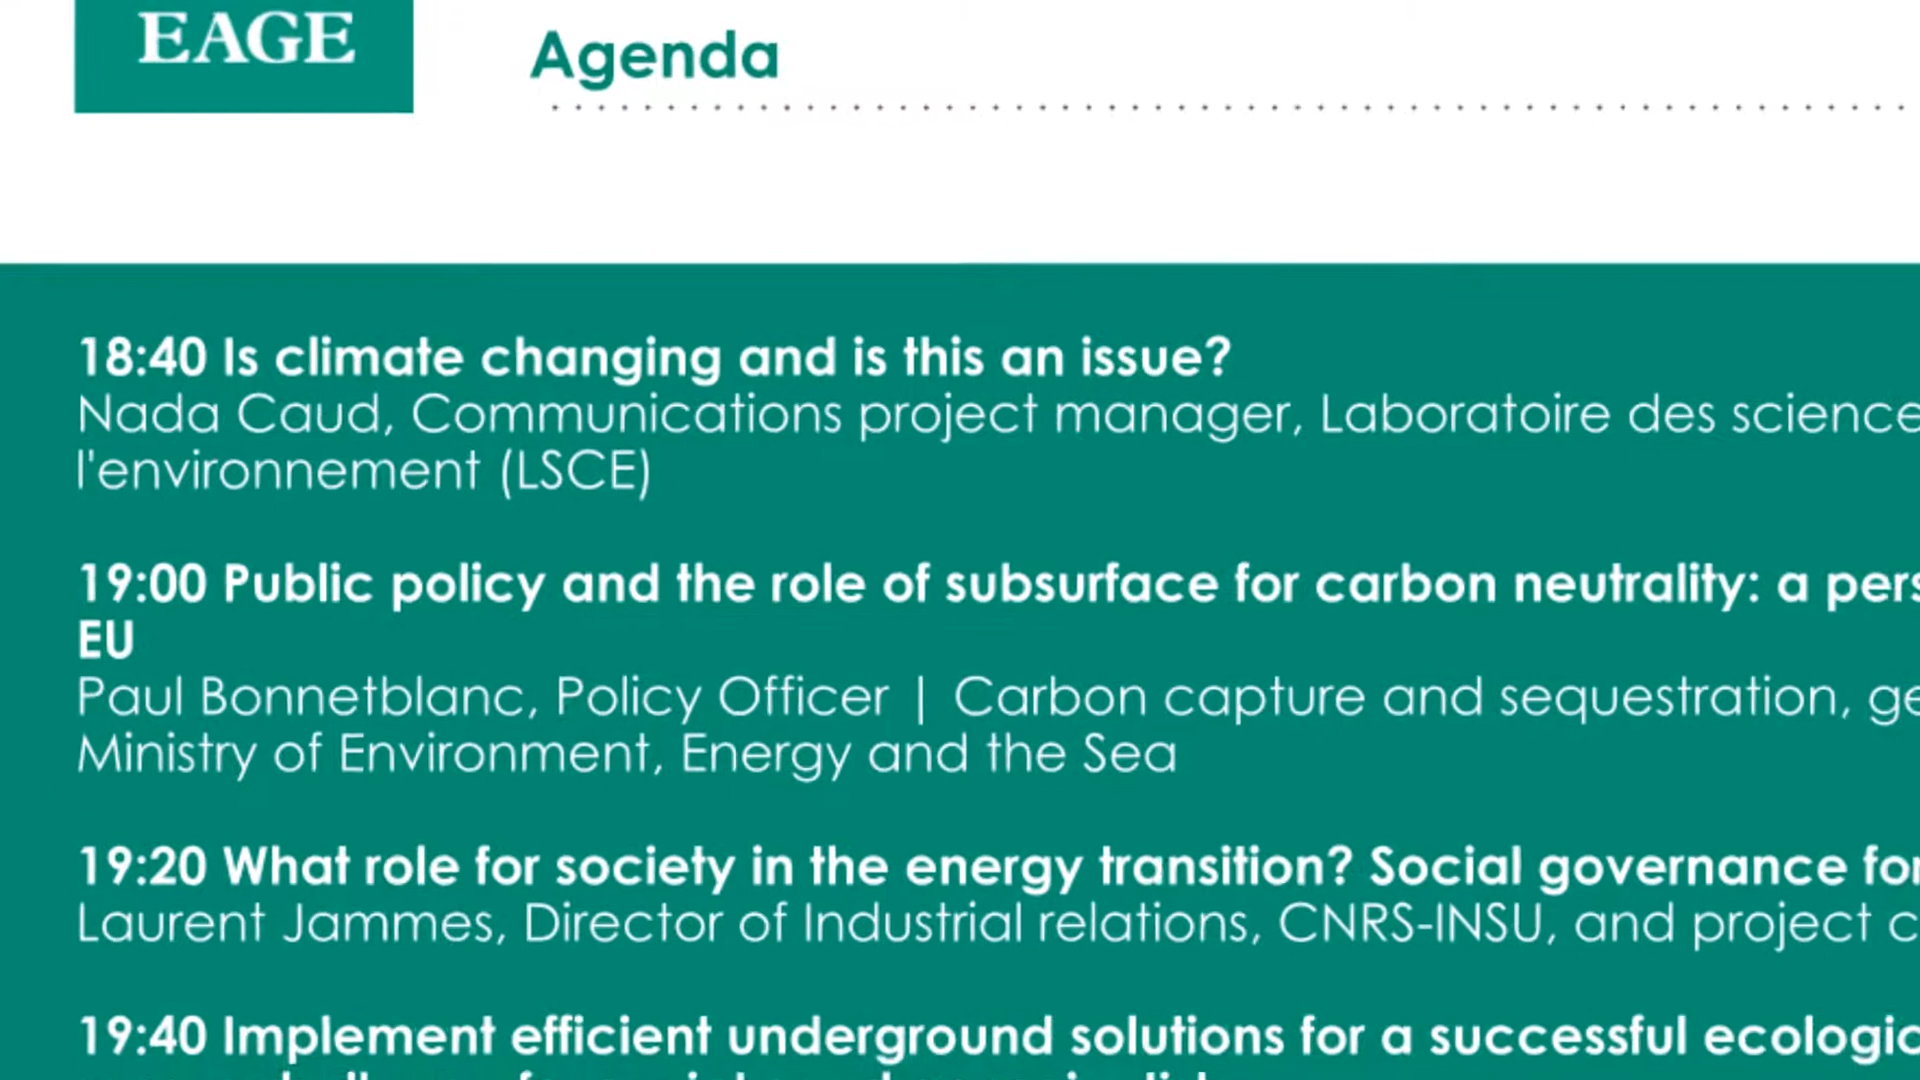 EAGE
Agenda
18:40 Is climate changing and is this an issue?
Nada Caud, Communications project manager, Laboratoire des science
l'environnement (LSCE)
19:00 Public policy and the role of subsurface for carbon neutrality: a pers
EU
Paul Bonnetblanc, Policy Officer | Carbon capture and sequestration, ge
Ministry of Environment, Energy and the Sea
19:20 What role for society in the energy transition? Social governance for
Laurent Jammes, Director of Industrial relations, CNRS-INSU, and project c
19:40 Implement efficient underground solutions for a successful ecologic